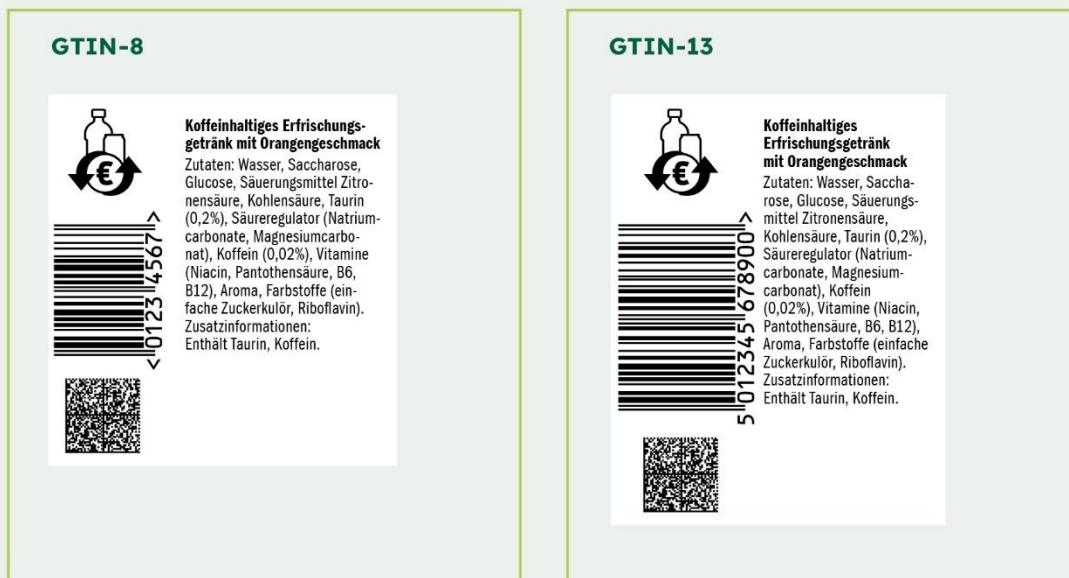 GTIN-8
€
Koffeinhaltiges Erfrischungs-
getränk mit Orangengeschmack
Zutaten: Wasser, Saccharose,
Glucose, Säuerungsmittel Zitro-
nensäure, Kohlensäure, Taurin
(0,2%), Säureregulator (Natrium-
carbonate, Magnesiumcarbo-
nat), Koffein (0,02%), Vitamine
(Niacin, Pantothensäure, B6,
B12), Aroma, Farbstoffe (ein-
fache Zuckerkulör, Riboflavin).
Zusatzinformationen:
Enthält Taurin, Koffein.
<0123 4567>
GTIN-13
€
Koffeinhaltiges
Erfrischungsgetränk
mit Orangengeschmack
Zutaten: Wasser, Saccha-
rose, Glucose, Säuerungs-
mittel Zitronensäure,
Kohlensäure, Taurin (0,2%),
Säureregulator (Natrium-
carbonate, Magnesium-
carbonat), Koffein
(0,02%), Vitamine (Niacin,
Pantothensäure, B6, B12),
Aroma, Farbstoffe (einfache
Zuckerkulör, Riboflavin).
Zusatzinformationen:
Enthält Taurin, Koffein.
5 012345 678900>